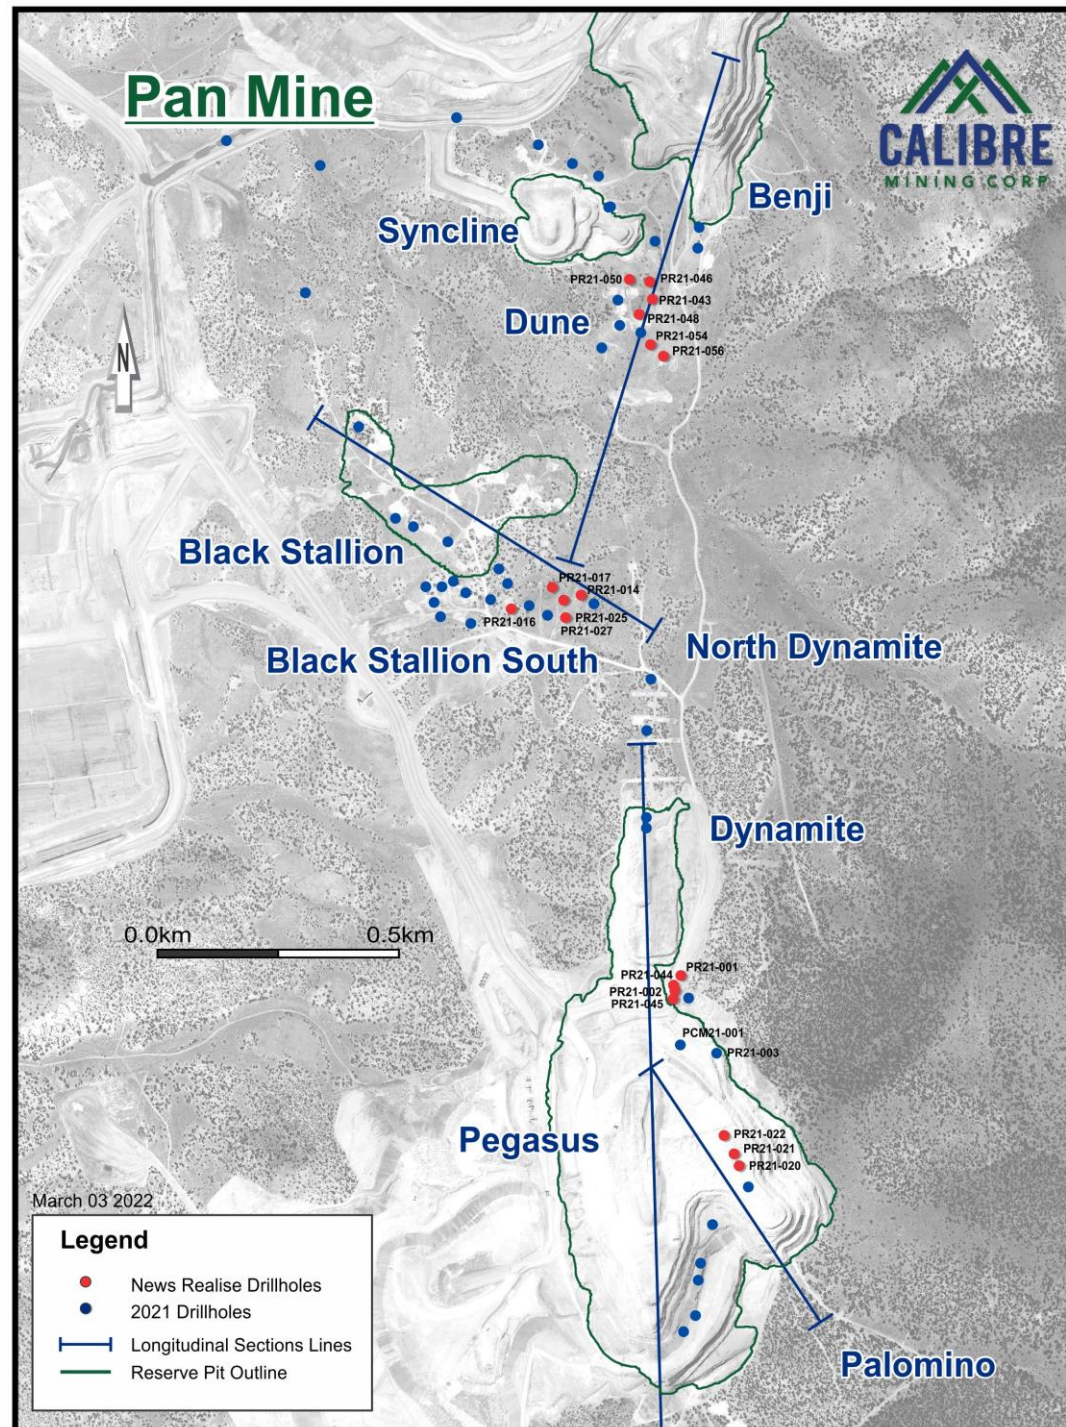 Pan Mine
CALIBRE
MINING CORP
Benji
Syncline
PR21-050
PR21-046
PR21-043
Dune
PR21-048
PR21-054
PR21-056
N
Black Stallion
PR21-017
PR21-014
PR21-016
PR21-025
PR21-027
Black Stallion South
North Dynamite
Dynamite
0.0km
0.5km
PR21-001
PR21-044
PR21-002
PR21-045
PCM21-001
PR21-003
Pegasus
PR21-022
PR21-021
PR21-020
March 03 2022
Legend
News Realise Drillholes
2021 Drillholes
Longitudinal Sections Lines
Reserve Pit Outline
Palomino